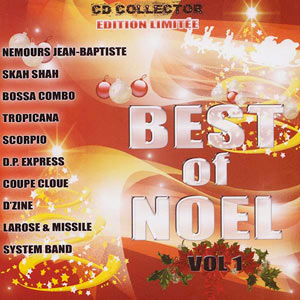 CD COLLECTOR
EDITION LIMITÉE
NEMOURS JEAN-BAPTISTE
SKAH SHAH
BOSSA COMBO
TROPICANA
SCORPIO
D.P. EXPRESS
COUPE CLOUE
D'ZINE
LAROSE & MISSILE
SYSTEM BAND
BEST
of
NOEL
VOL 1